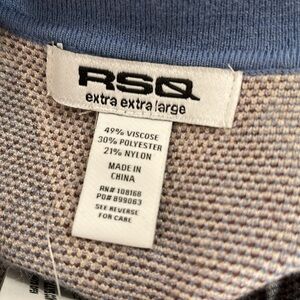 RSQ
extra extra large
49% VISCOSE
30% POLYESTER
21% NYLON
MADE IN
CHINA
RN# 108168
PO# 899063
SEE REVERSE
FOR CARE